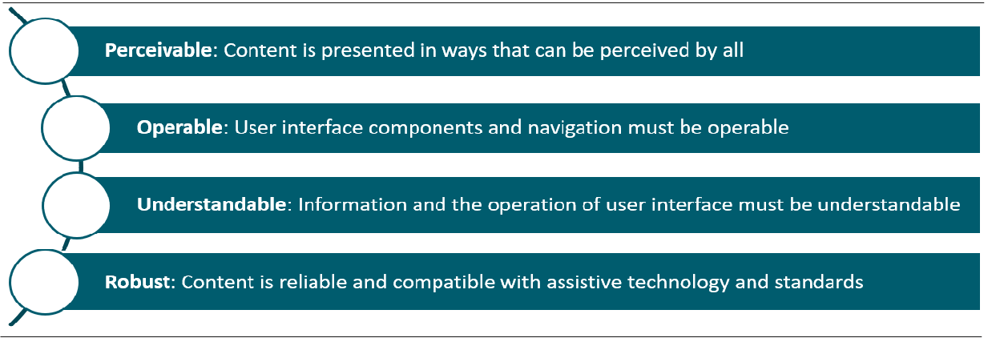 Perceivable: Content is presented in ways that can be perceived by all
Operable: User interface components and navigation must be operable
Understandable: Information and the operation of user interface must be understandable
Robust: Content is reliable and compatible with assistive technology and standards